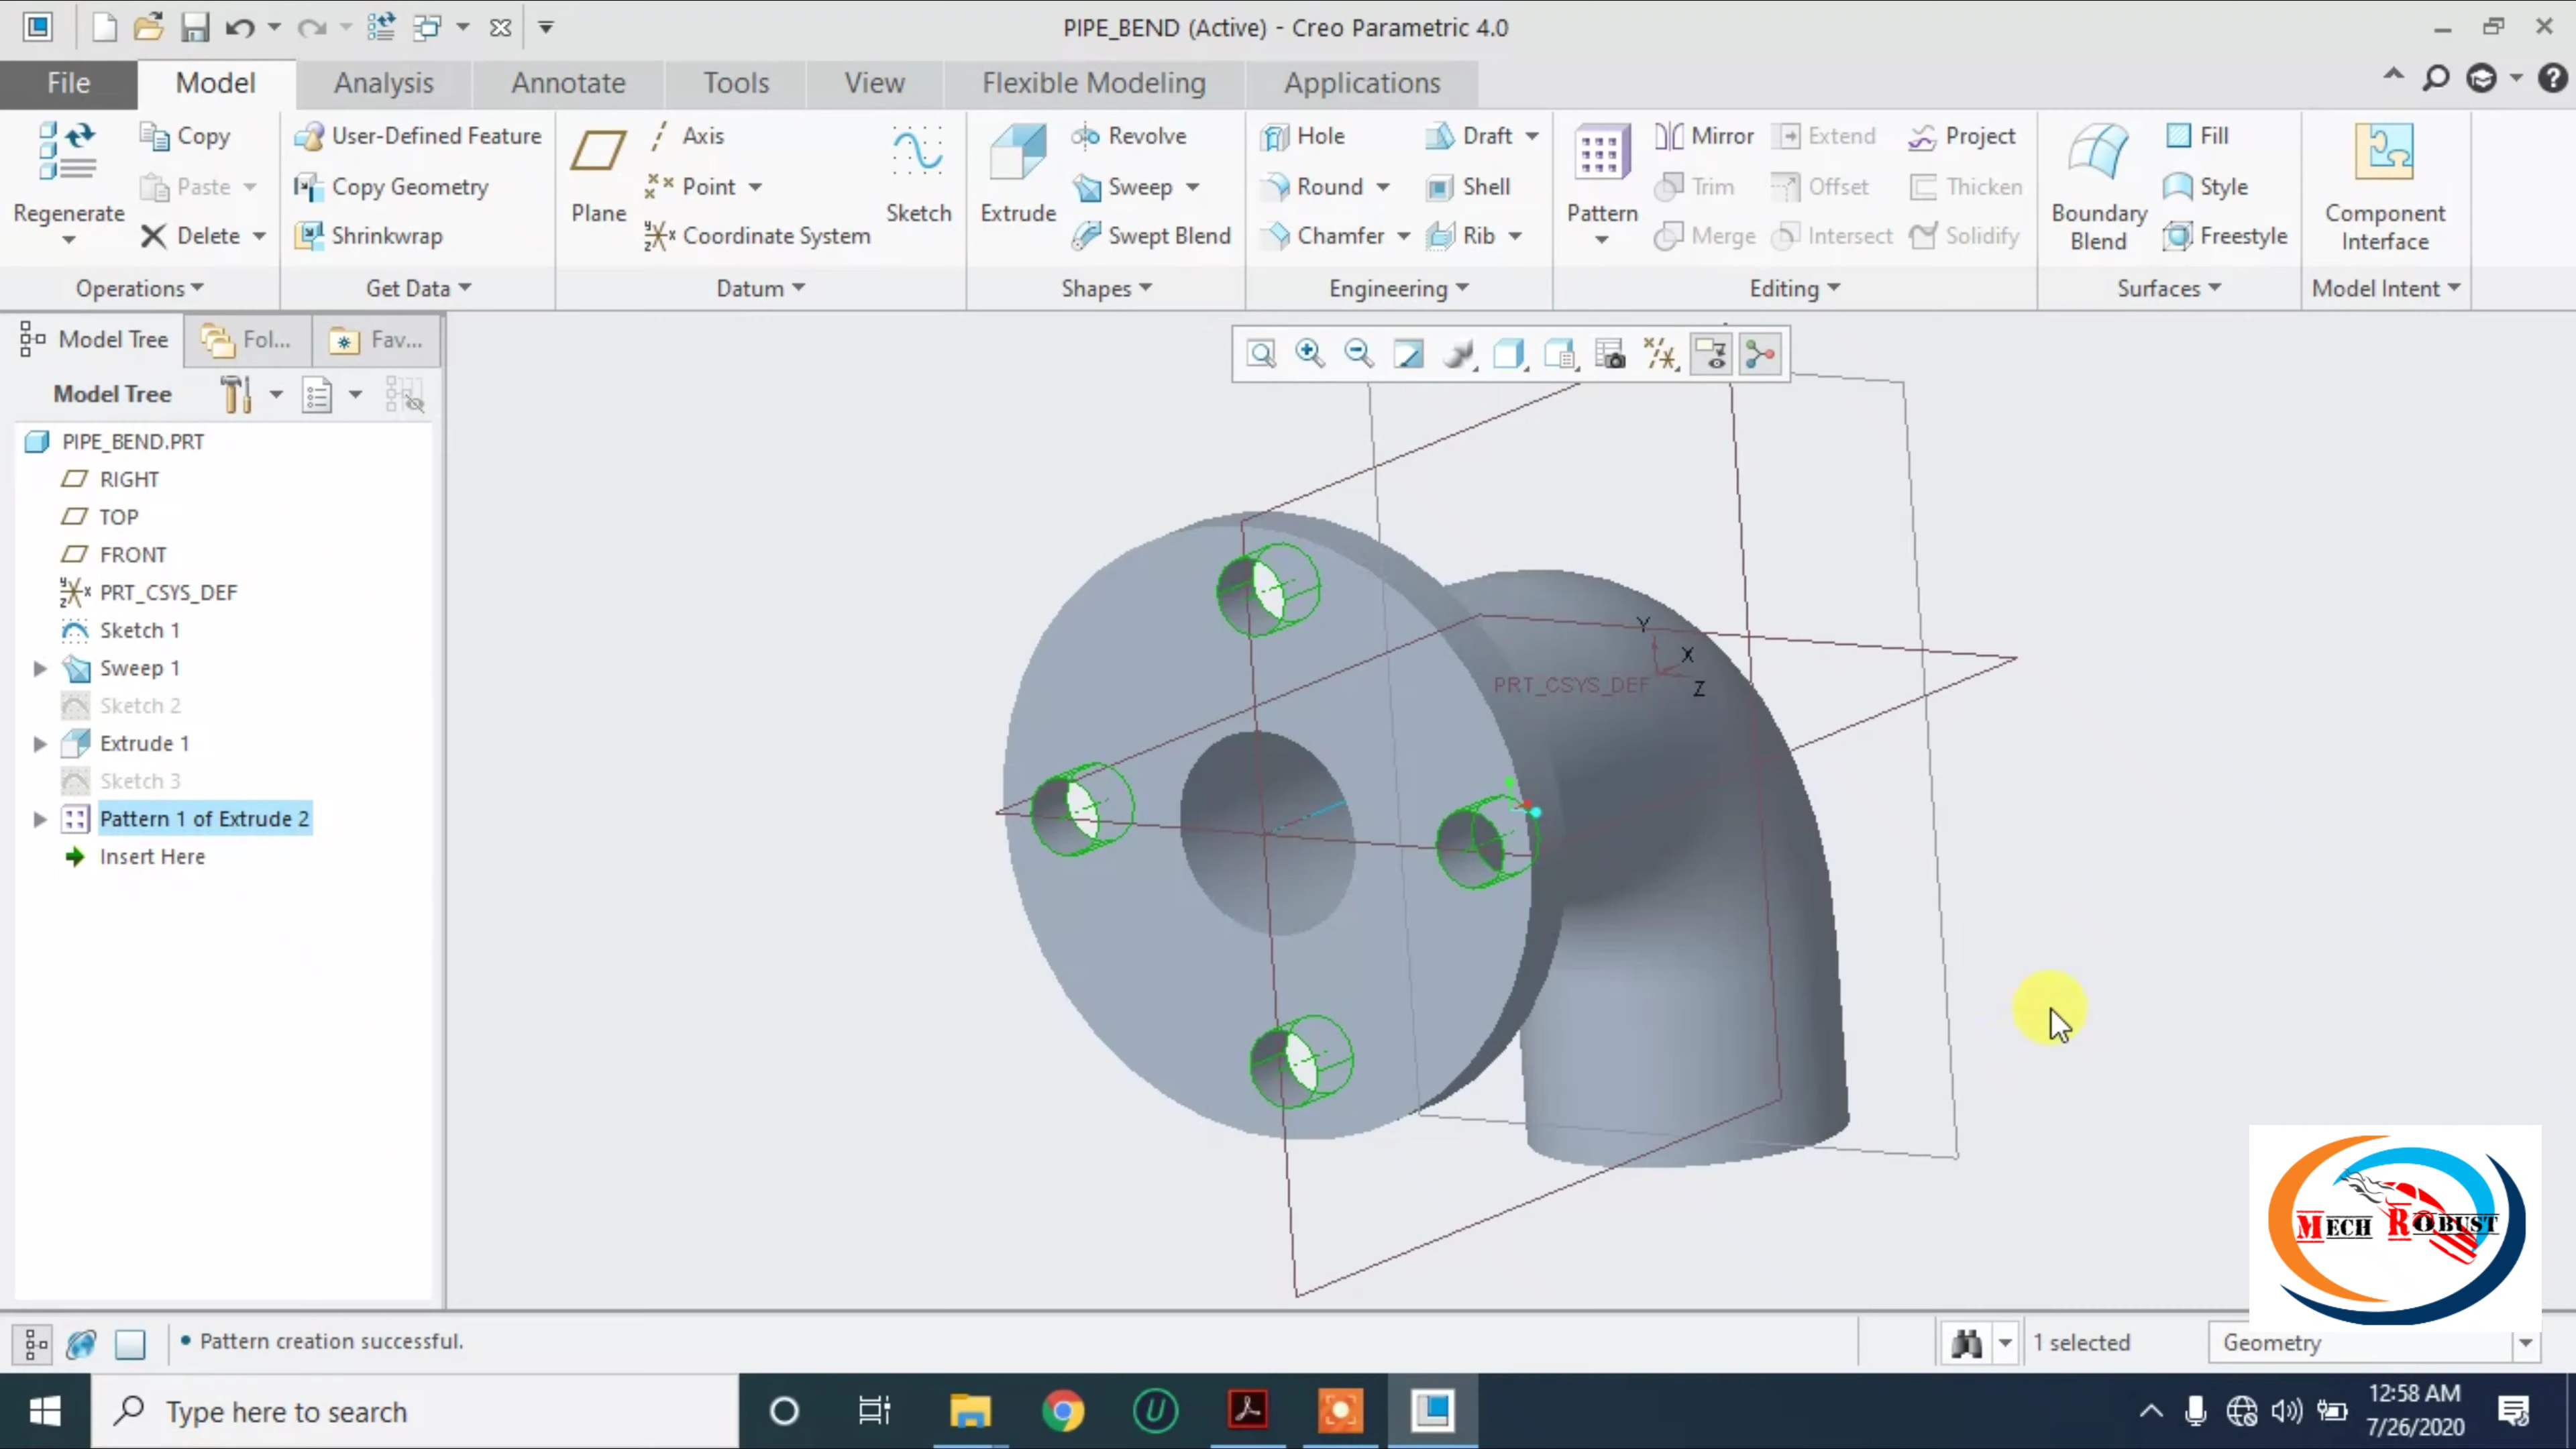 PIPE_BEND (Active) - Creo Parametric 4.0
File Model Analysis Annotate Tools View Flexible Modeling Applications
Regenerate
Copy
Paste
Delete
Operations
User-Defined Feature
Copy Geometry
Shrinkwrap
Get Data
Plane
Axis
Point
Coordinate System
Sketch
Datum
Extrude
Revolve
Sweep
Swept Blend
Shapes
Hole
Round
Chamfer
Draft
Shell
Rib
Engineering
Pattern
Mirror
Trim
Merge
Extend
Offset
Intersect
Project
Thicken
Solidify
Editing
Boundary
Blend
Fill
Style
Freestyle
Surfaces
Component
Interface
Model Intent
Model Tree Fol... Fav...
Model Tree
PIPE_BEND.PRT
RIGHT
TOP
FRONT
PRT_CSYS_DEF
Sketch 1
Sweep 1
Sketch 2
Extrude 1
Sketch 3
Pattern 1 of Extrude 2
Insert Here
Y
X
Z
PRT_CSYS_DEF
MECH ROBUST
• Pattern creation successful.
1 selected
Geometry
Type here to search
12:58 AM
7/26/2020